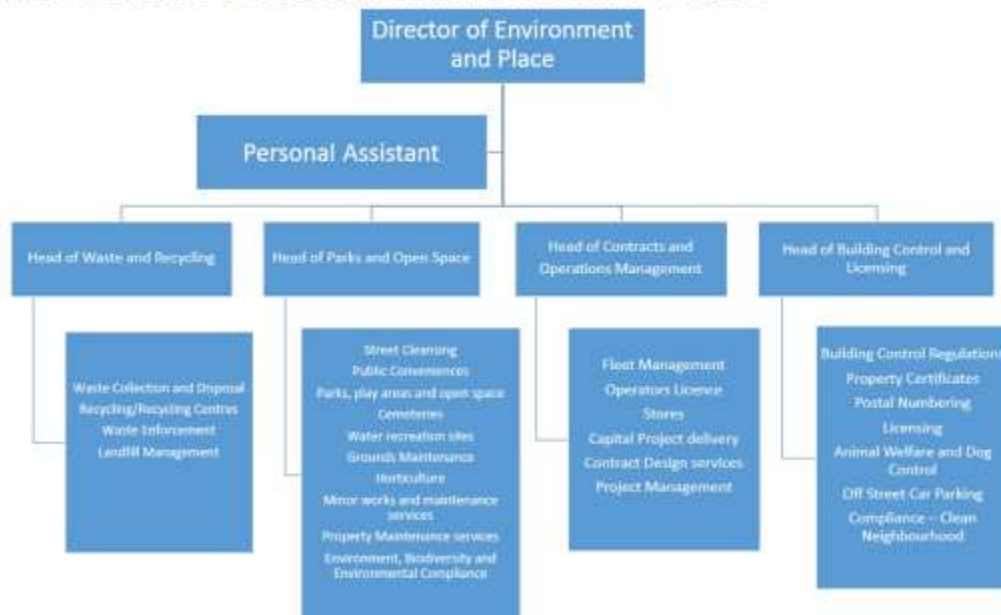 Director of Environment
and Place
Personal Assistant
Head of Waste and Recycling
Head of Parks and Open Space
Head of Contracts and
Operations Management
Head of Building Control and
Licensing
Waste Collection and Disposal
Recycling/Recycling Centres
Waste Enforcement
Landfill Management
Street Cleansing
Public Conveniences
Parks, play areas and open space
Cemeteries
Water recreation sites
Grounds Maintenance
Horticulture
Minor works and maintenance
services
Property Maintenance services
Environment, Biodiversity and
Environmental Compliance
Fleet Management
Operators Licence
Stores
Capital Project delivery
Contract Design services
Project Management
Building Control Regulations
Property Certificates
Postal Numbering
Licensing
Animal Welfare and Dog
Control
Off Street Car Parking
Compliance – Clean
Neighbourhood